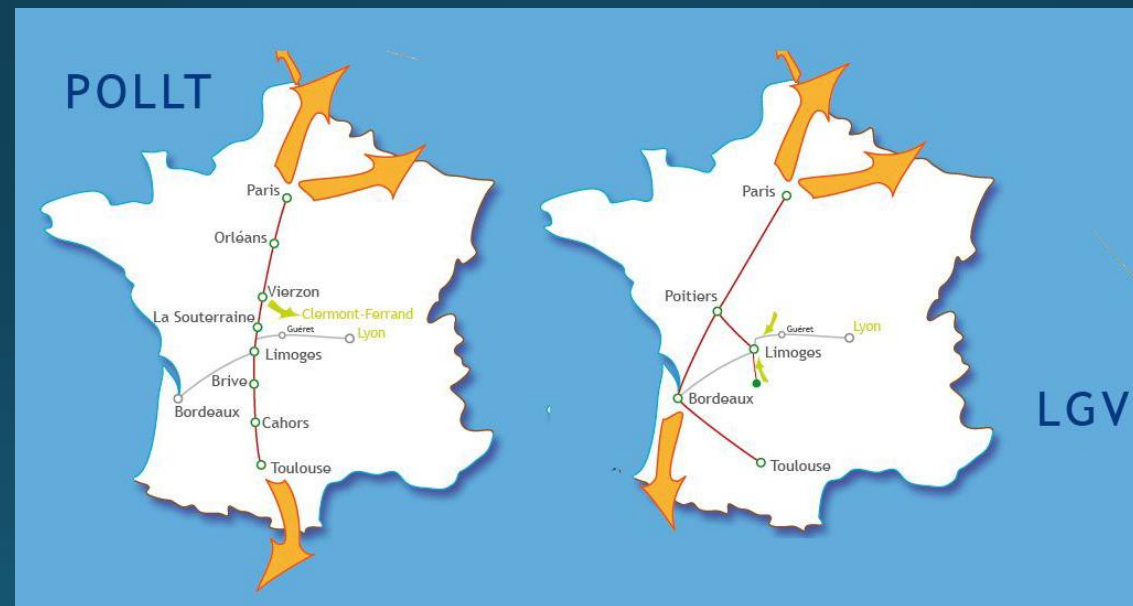 POLLT
Paris
Orléans
Vierzon
Clermont-Ferrand
La Souterraine
Guéret
Lyon
Limoges
Brive
Bordeaux
Cahors
Toulouse
Paris
Poitiers
Guéret
Lyon
Limoges
Bordeaux
Toulouse
LGV